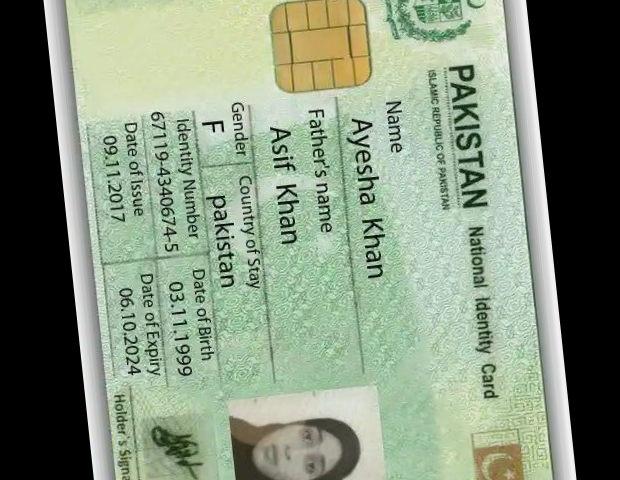 PAKISTAN National Identity Card
ISLAMIC REPUBLIC OF PAKISTAN
Name
Ayesha Khan
Father's name
Asif Khan
Gender Country of Stay
F pakistan
Identity Number Date of Birth
67119-4340674-5 03.11.1999
Date of Issue Date of Expiry
09.11.2017 06.10.2024
Holder's